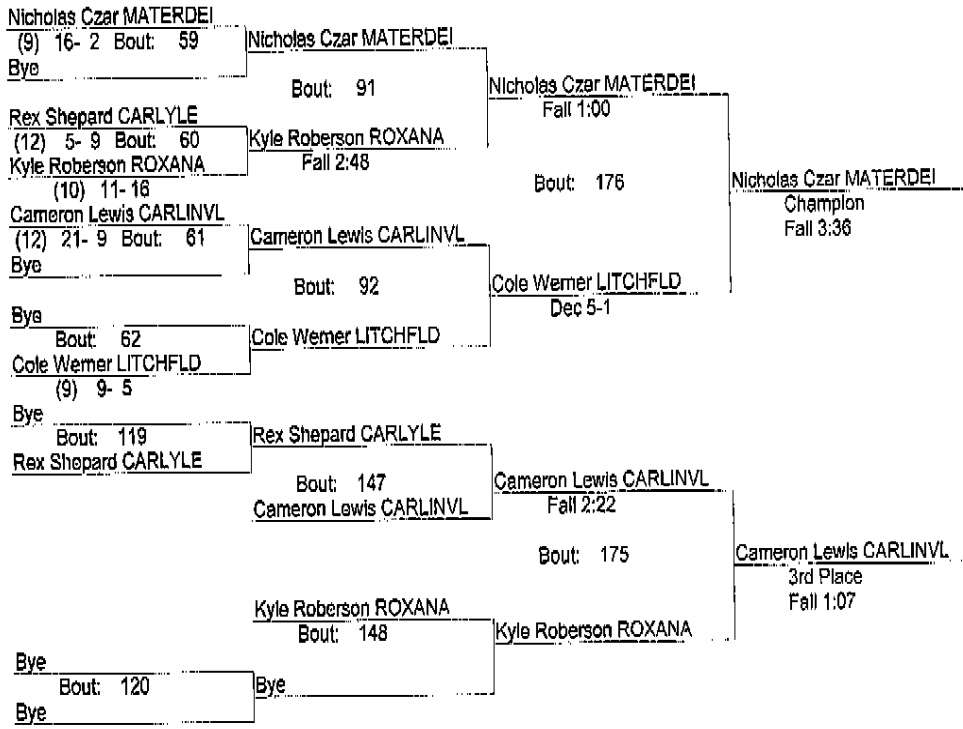 Nicholas Czar MATERDEI
(9) 16- 2 Bout: 59
Bye
Nicholas Czar MATERDEI
Bout: 91
Rex Shepard CARLYLE
(12) 5- 9 Bout: 60
Kyle Roberson ROXANA
(10) 11- 16
Kyle Roberson ROXANA
Fall 2:48
Nicholas Czar MATERDEI
Fall 1:00
Bout: 176
Cameron Lewis CARLINVL
(12) 21- 9 Bout: 61
Bye
Cameron Lewis CARLINVL
Bout: 92
Bye
Bout: 62
Cole Werner LITCHFLD
(9) 9- 5
Cole Werner LITCHFLD
Cole Werner LITCHFLD
Dec 5-1
Nicholas Czar MATERDEI
Champion
Fall 3:36
Bye
Bout: 119
Rex Shepard CARLYLE
Rex Shepard CARLYLE
Bout: 147
Cameron Lewis CARLINVL
Cameron Lewis CARLINVL
Fall 2:22
Bout: 175
Kyle Roberson ROXANA
Bout: 148
Bye
Bout: 120
Bye
Bye
Kyle Roberson ROXANA
Cameron Lewis CARLINVL
3rd Place
Fall 1:07